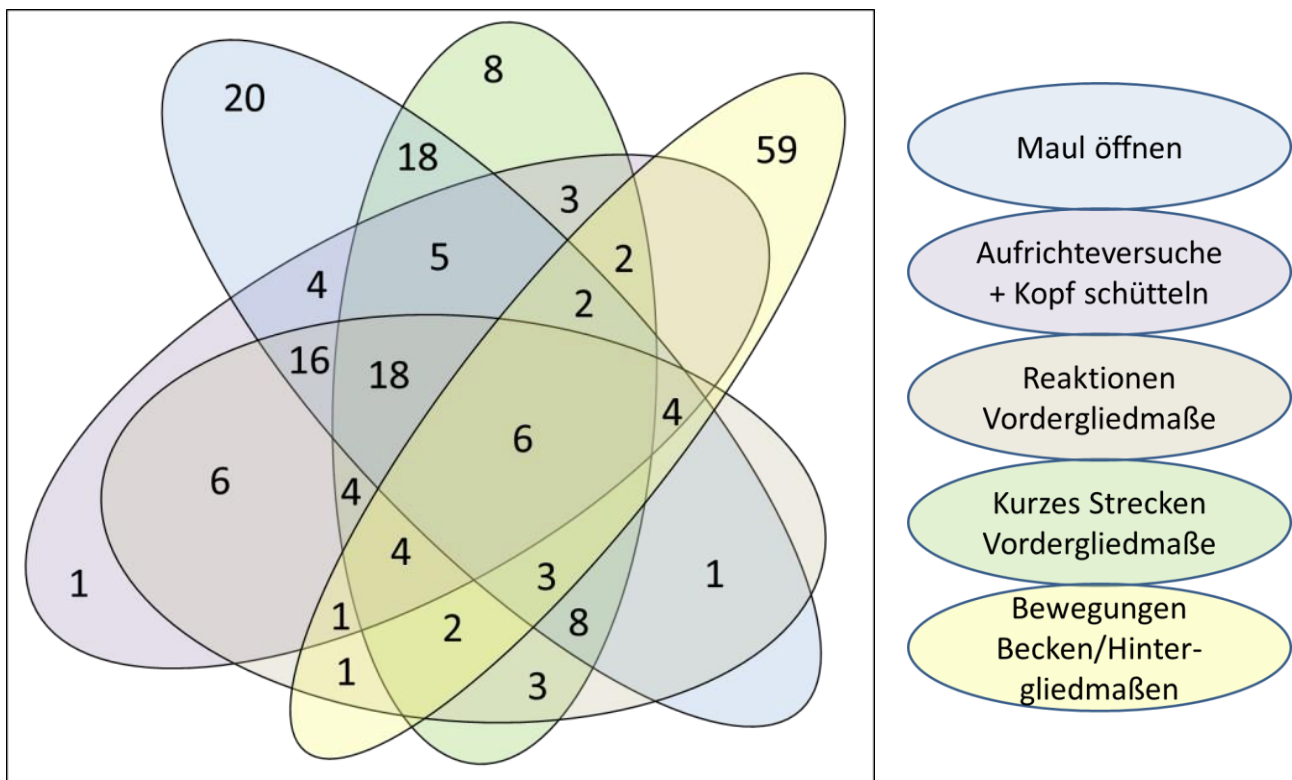 20
8
59
18
3
5
2
4
2
16
18
4
6
6
4
4
3
1
1
1
8
2
1
3
Maul öffnen
Aufrichteversuche
+ Kopf schütteln
Reaktionen
Vordergliedmaße
Kurzes Strecken
Vordergliedmaße
Bewegungen
Becken/Hinter-
gliedmaßen